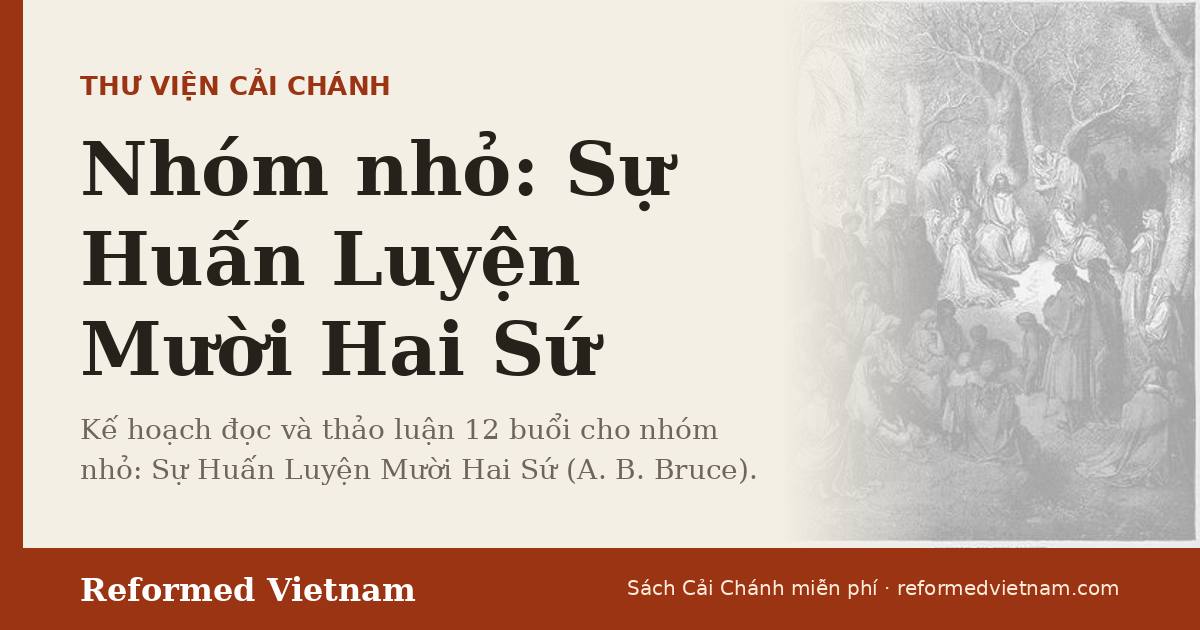 THƯ VIỆN CẢI CHÁNH
Nhóm nhỏ: Sự
Huấn Luyện
Mười Hai Sứ
Kế hoạch đọc và thảo luận 12 buổi cho nhóm
nhỏ: Sự Huấn Luyện Mười Hai Sứ (A. B. Bruce).
Reformed Vietnam
Sách Cải Chánh miễn phí · reformedvietnam.com